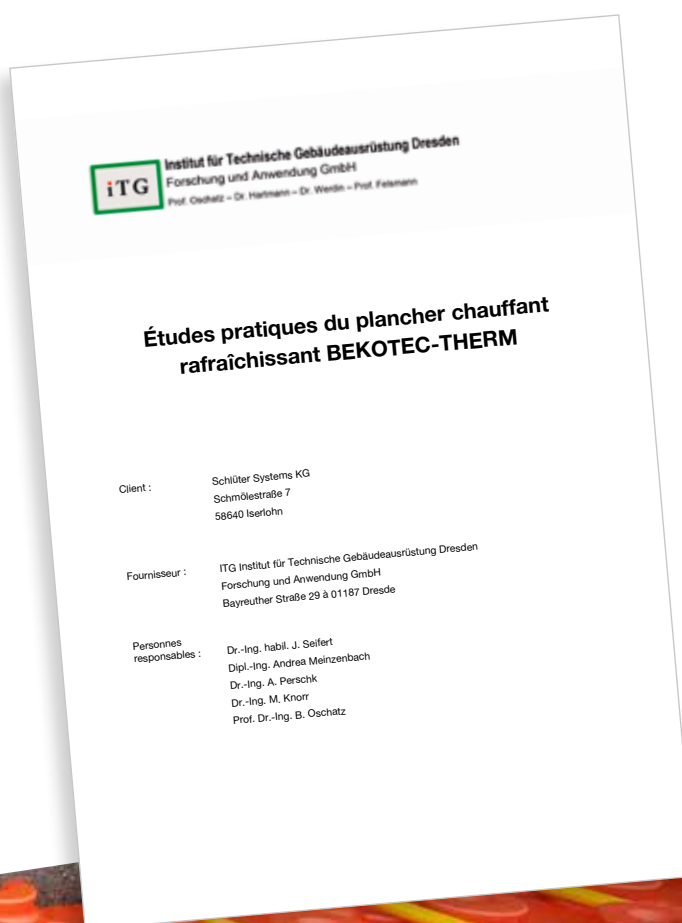 iTG
Institut für Technische Gebäudeausrüstung Dresden
Forschung und Anwendung GmbH
Prof. Oschatz – Dr. Hartmann – Dr. Werdin – Prof. Felsmann
Études pratiques du plancher chauffant
rafraîchissant BEKOTEC-THERM
Client :
Schlüter Systems KG
Schmölestraße 7
58640 Iserlohn
Fournisseur :
ITG Institut für Technische Gebäudeausrüstung Dresden
Forschung und Anwendung GmbH
Bayreuther Straße 29 à 01187 Dresde
Personnes
responsables :
Dr.-Ing. habil. J. Seifert
Dipl.-Ing. Andrea Meinzenbach
Dr.-Ing. A. Perschk
Dr.-Ing. M. Knorr
Prof. Dr.-Ing. B. Oschatz